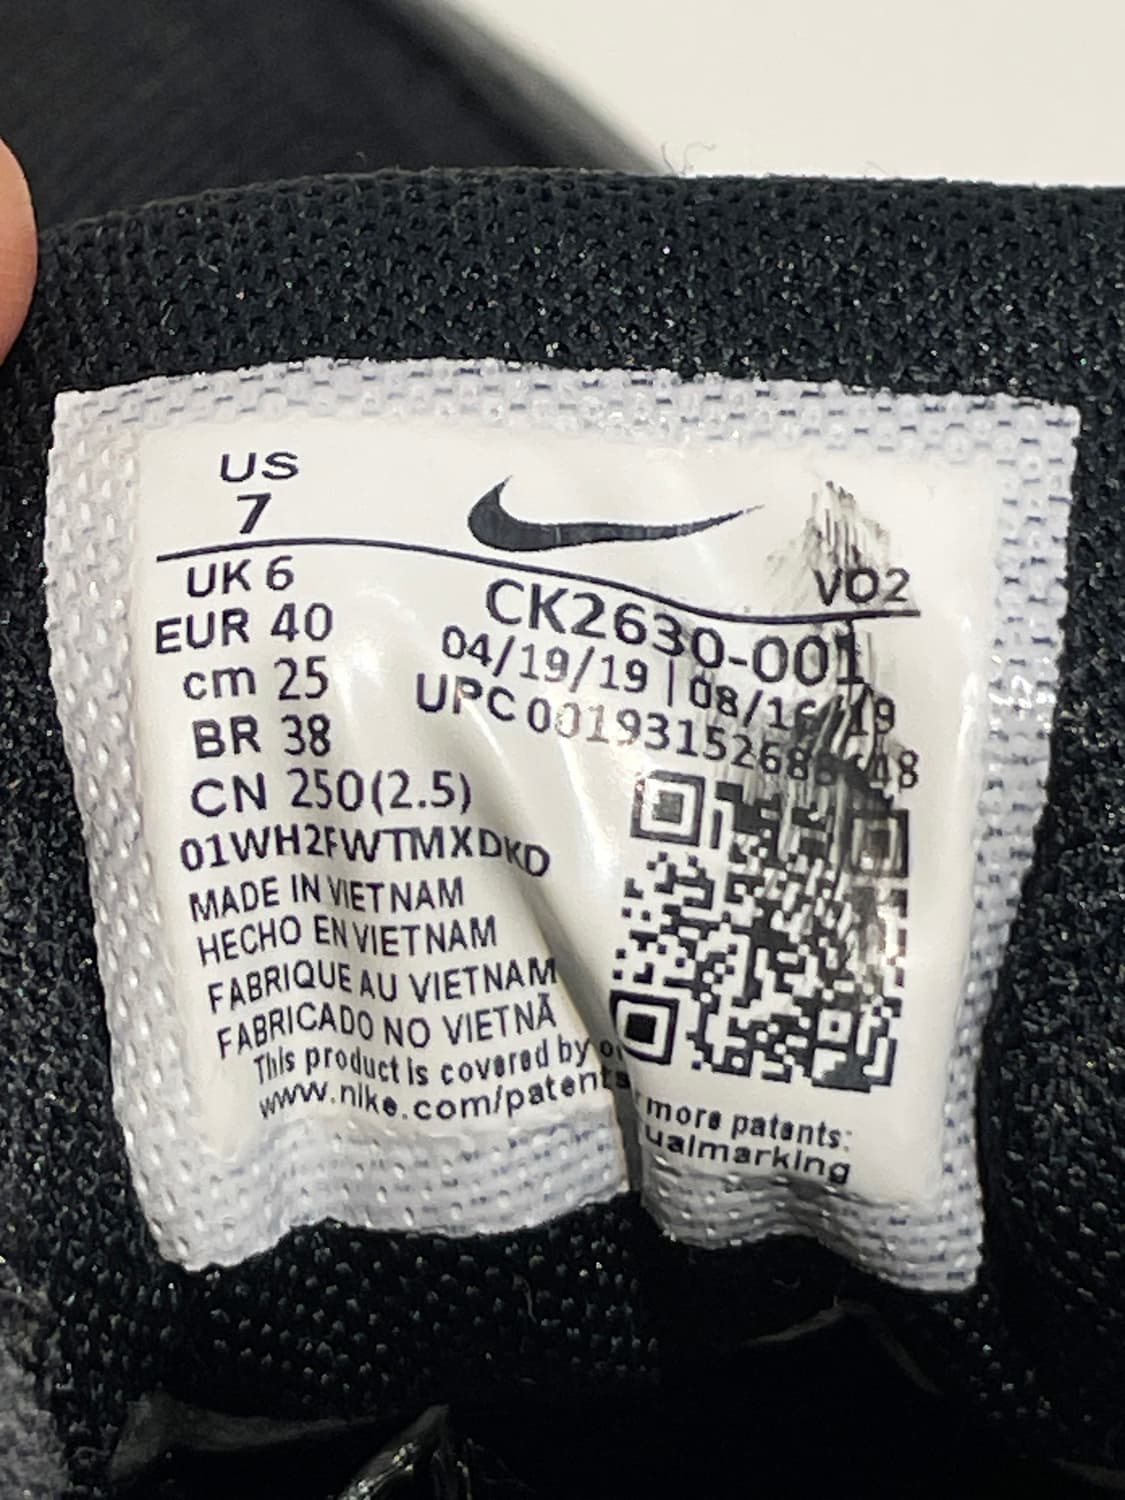 US
7
UK 6
EUR 40
cm 25
BR 38
CN 250(2.5)
01WH2FWTMXDKD
MADE IN VIETNAM
HECHO EN VIETNAM
FABRIQUE AU VIETNAM
FABRICADO NO VIETNÃ
This product is covered by
www.nike.com/patents
VO2
CK2630-001
04/19/19 | 08/16/19
UPC
more patents: